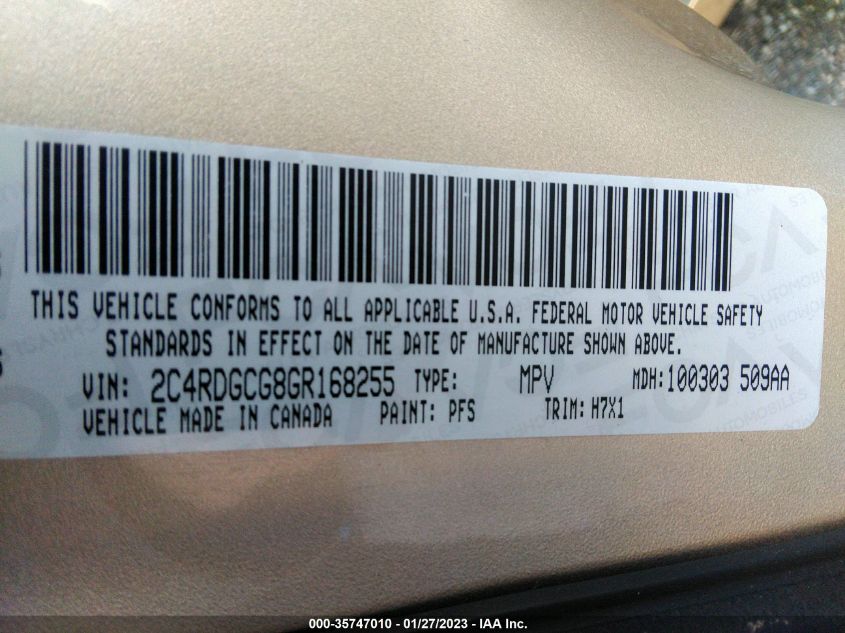 THIS VEHICLE CONFORMS TO ALL APPLICABLE U.S.A. FEDERAL MOTOR VEHICLE SAFETY
STANDARDS IN EFFECT ON THE DATE OF MANUFACTURE SHOWN ABOVE.
VIN: 2C4RDGCG8GR168255 TYPE: MPV MDH: 100303 509AA
VEHICLE MADE IN CANADA PAINT: PFS TRIM: H7X1
000-35747010 / 01/27/2023 / IAA Inc.